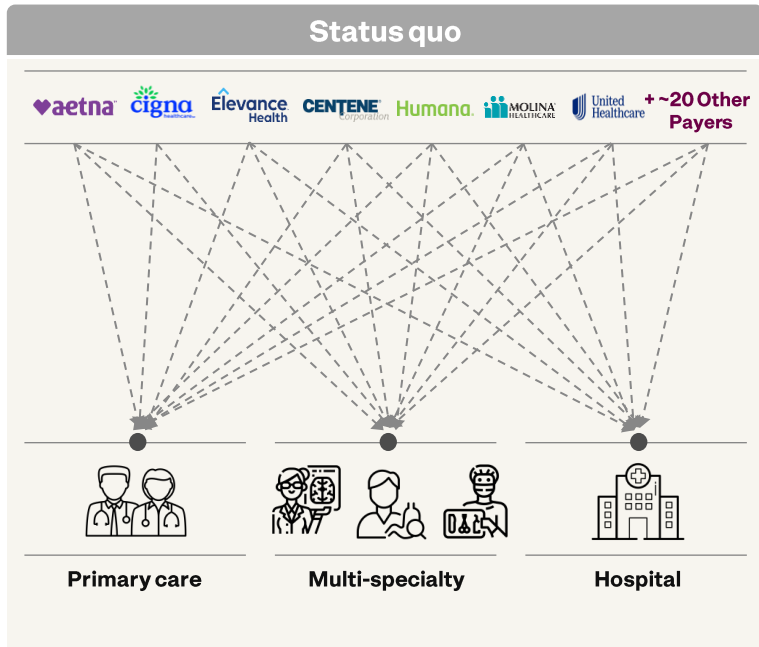 Status quo
aetna
cigna
healthcare
Elevance
Health
CENTENE
Corporation
Humana
MOLINA
HEALTHCARE
United
Healthcare
+ ~20 Other
Payers
Primary care
Multi-specialty
Hospital